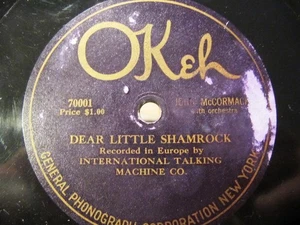 OKeh
70001
Price $1.00
McCORMACK
with orchestra
DEAR LITTLE SHAMROCK
Recorded in Europe by
INTERNATIONAL TALKING
MACHINE CO.
GENERAL PHONOGRAPH CORPORATION NEW YORK